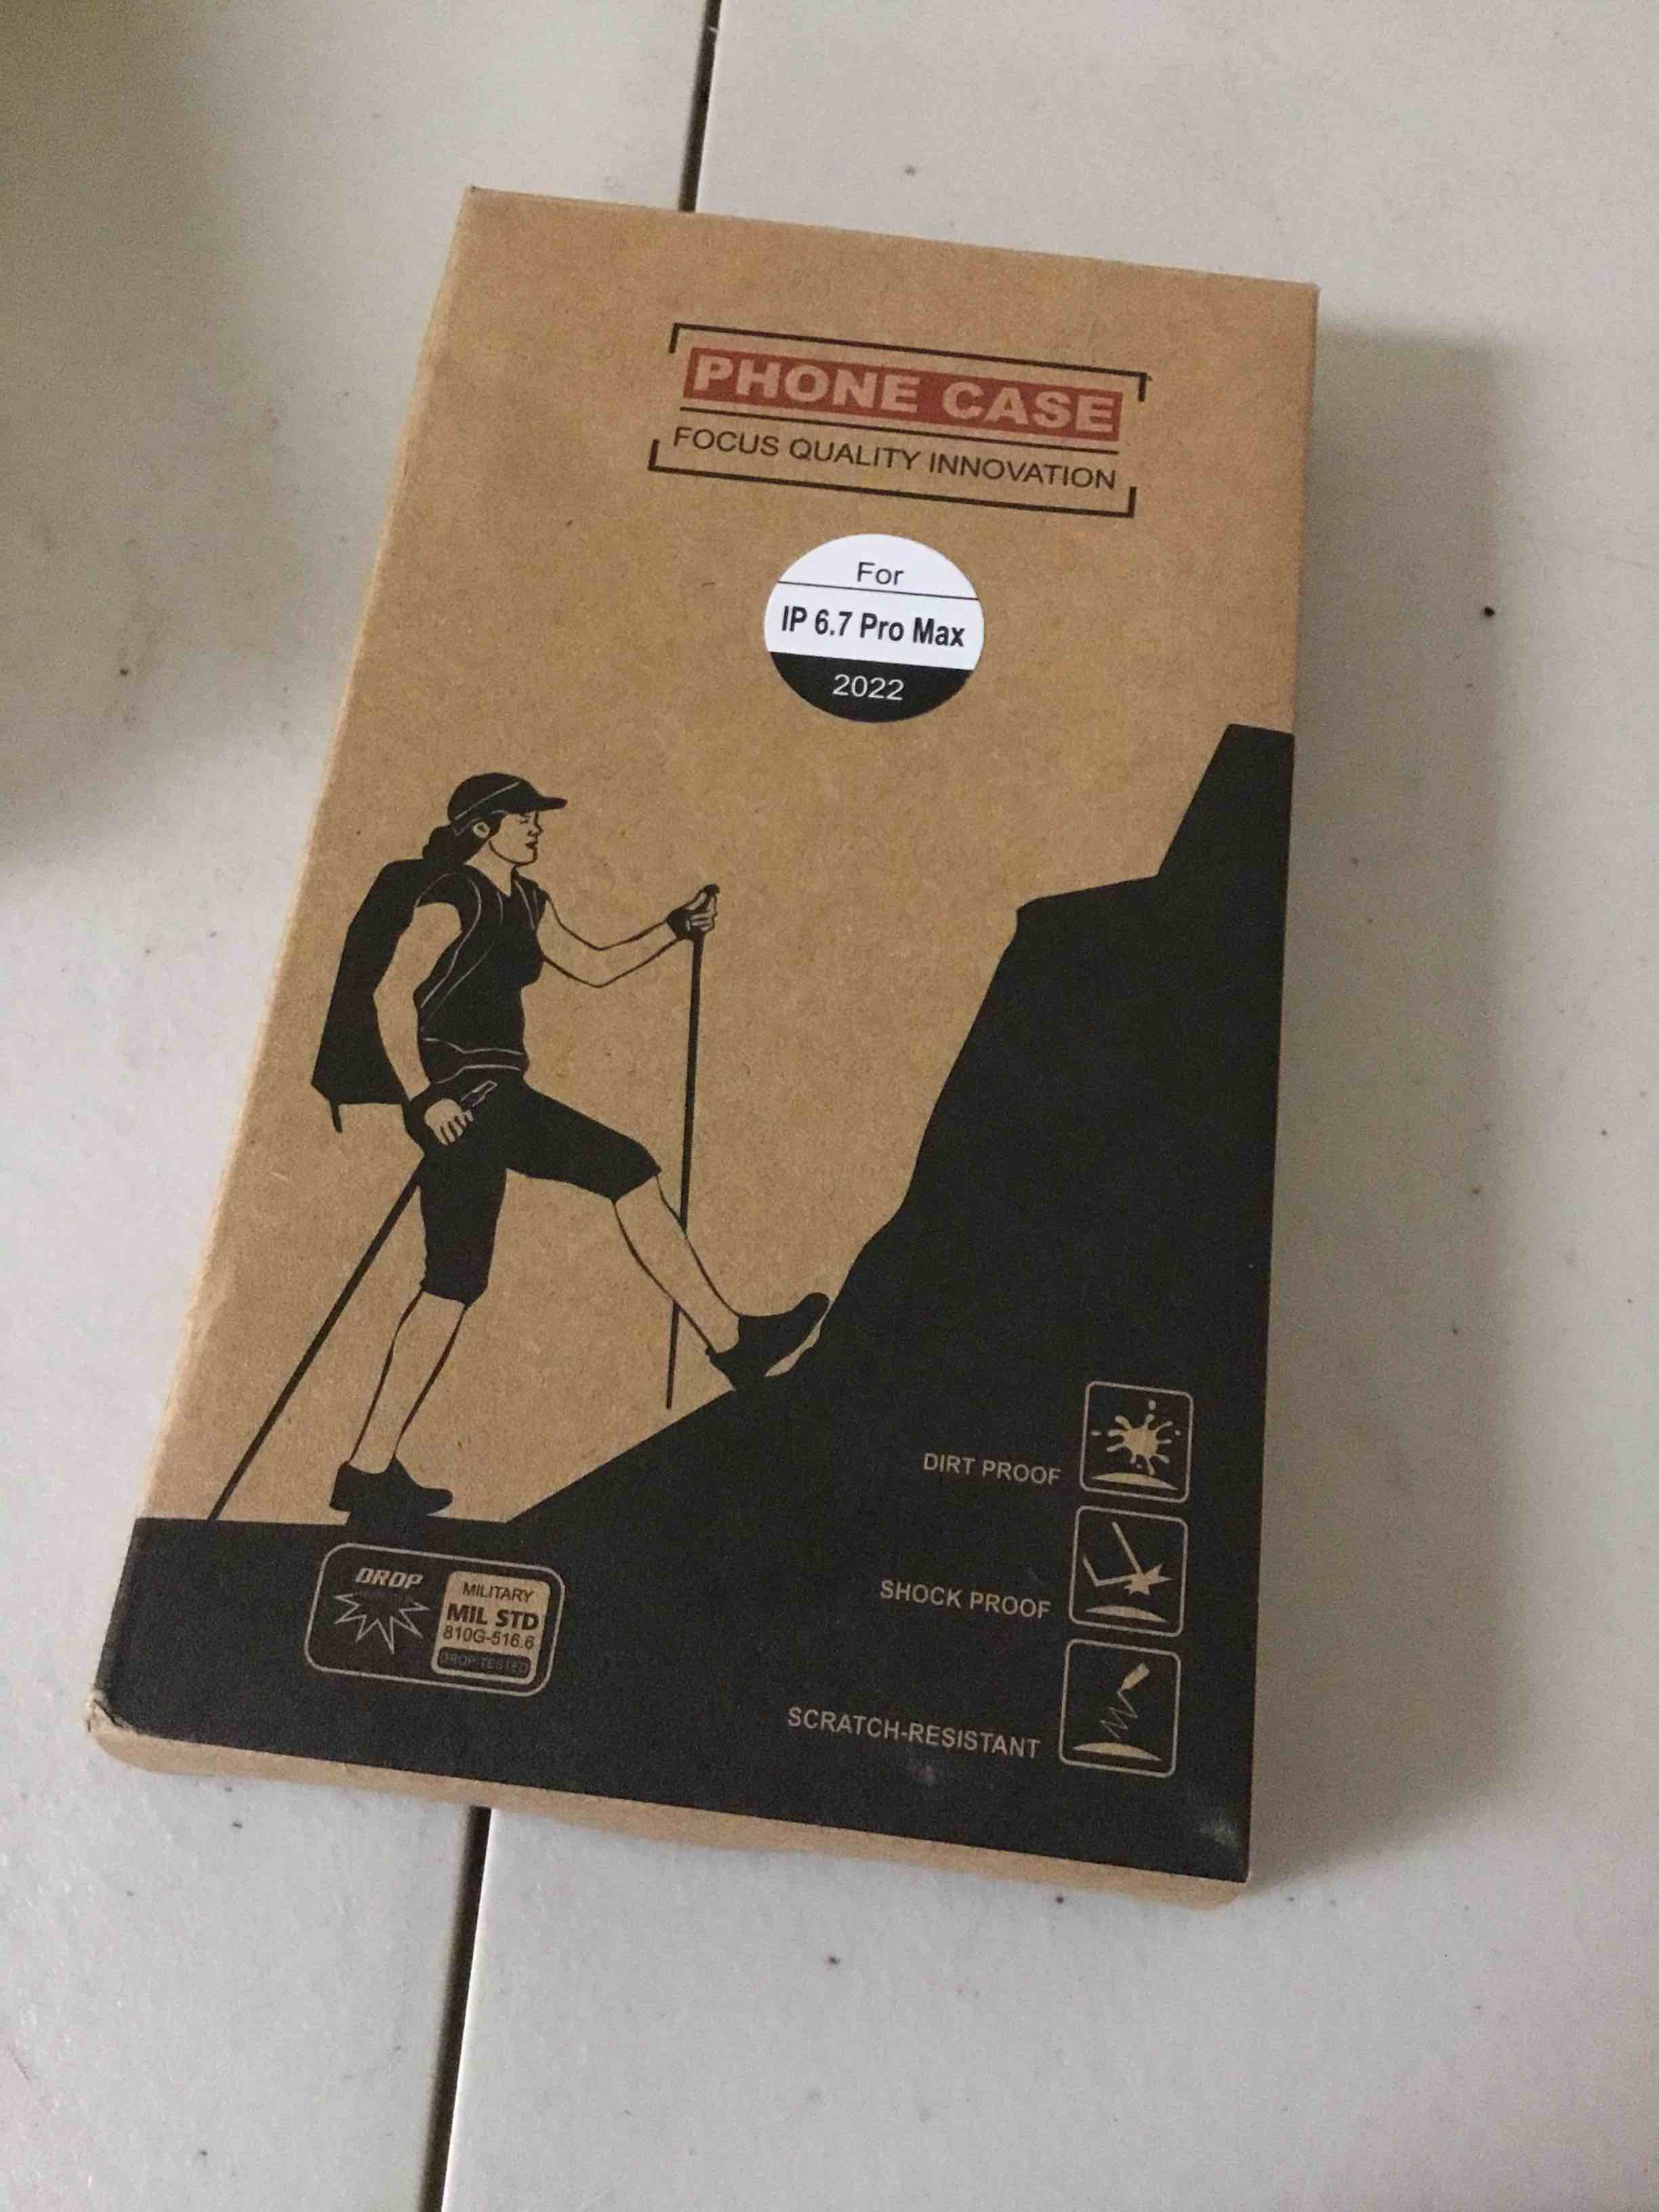 PHONE CASE
FOCUS QUALITY INNOVATION
For
IP 6.7 Pro Max
2022
DIRT PROOF
SHOCK PROOF
SCRATCH-RESISTANT
DROP
MILITARY
MIL STD
810G-516.6
DROP TESTED